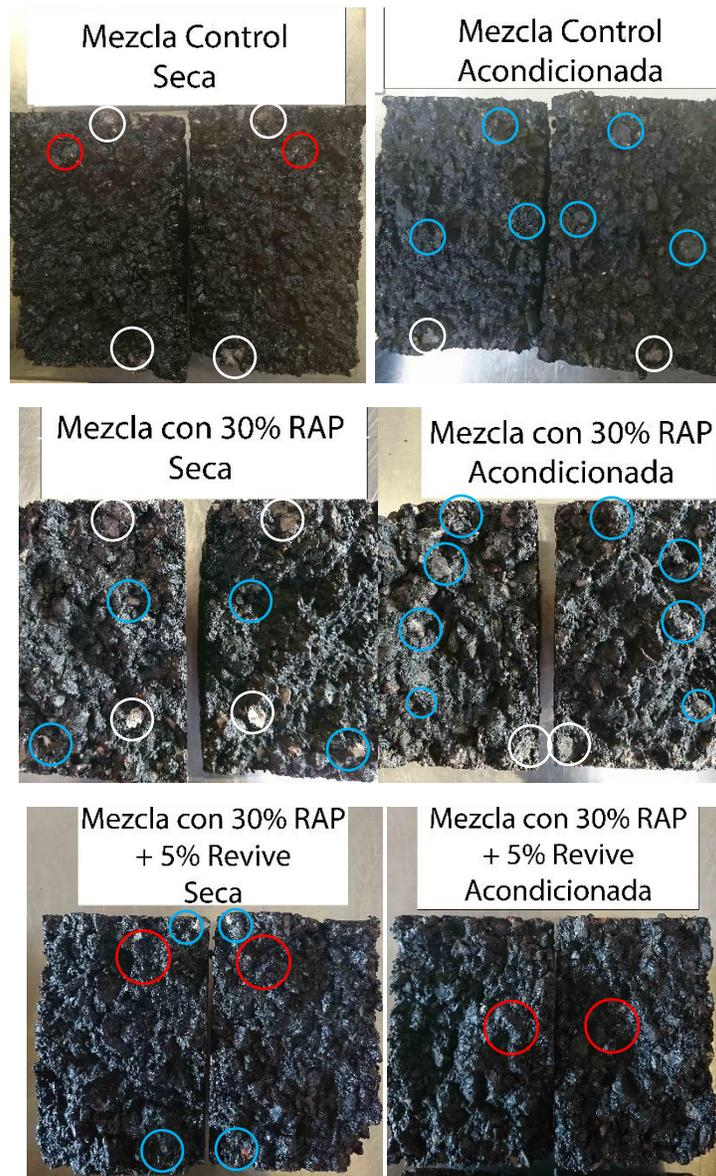 Mezcla Control
Seca
Mezcla Control
Acondicionada
Mezcla con 30% RAP
Seca
Mezcla con 30% RAP
Acondicionada
Mezcla con 30% RAP
+ 5% Revive
Seca
Mezcla con 30% RAP
+ 5% Revive
Acondicionada